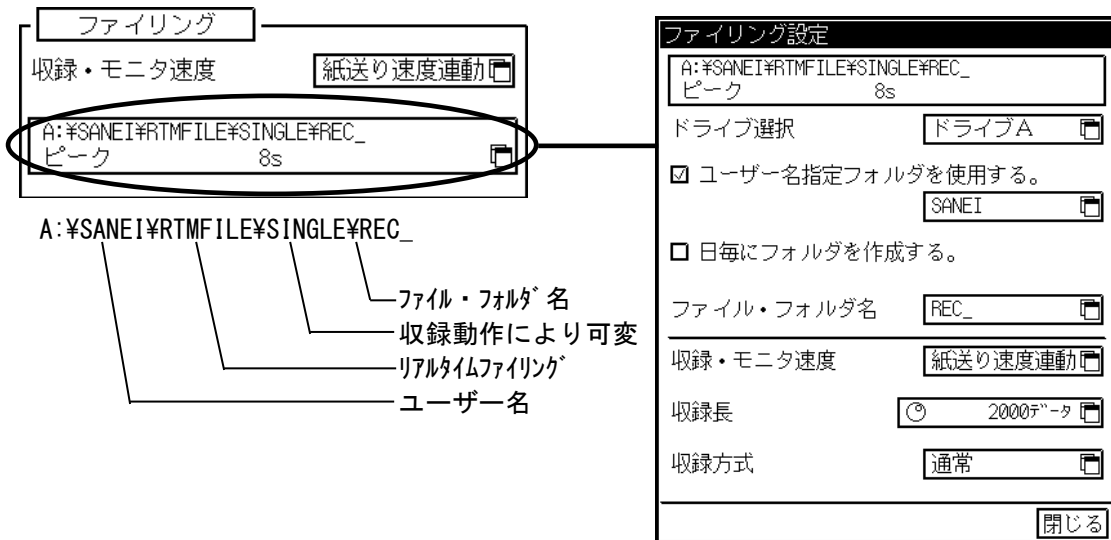 ファイリング
収録・モニタ速度 紙送り速度連動
A:¥SANEI¥RTMFILE¥SINGLE¥REC_
ピーク 8s
A:¥SANEI¥RTMFILE¥SINGLE¥REC_
ﾌｧｲﾙ・ﾌｫﾙﾀﾞ名
収録動作により可変
ﾘｱﾙﾀｲﾑﾌｧｲﾘﾝｸﾞ
ユーザー名
ファイリング設定
A:¥SANEI¥RTMFILE¥SINGLE¥REC_
ピーク 8s
ドライブ選択 ドライブA
☑ ユーザー名指定フォルダを使用する。
SANEI
□ 日毎にフォルダを作成する。
ファイル・フォルダ名 REC_
収録・モニタ速度 紙送り速度連動
収録長 2000ﾃﾞｰﾀ
収録方式 通常
閉じる